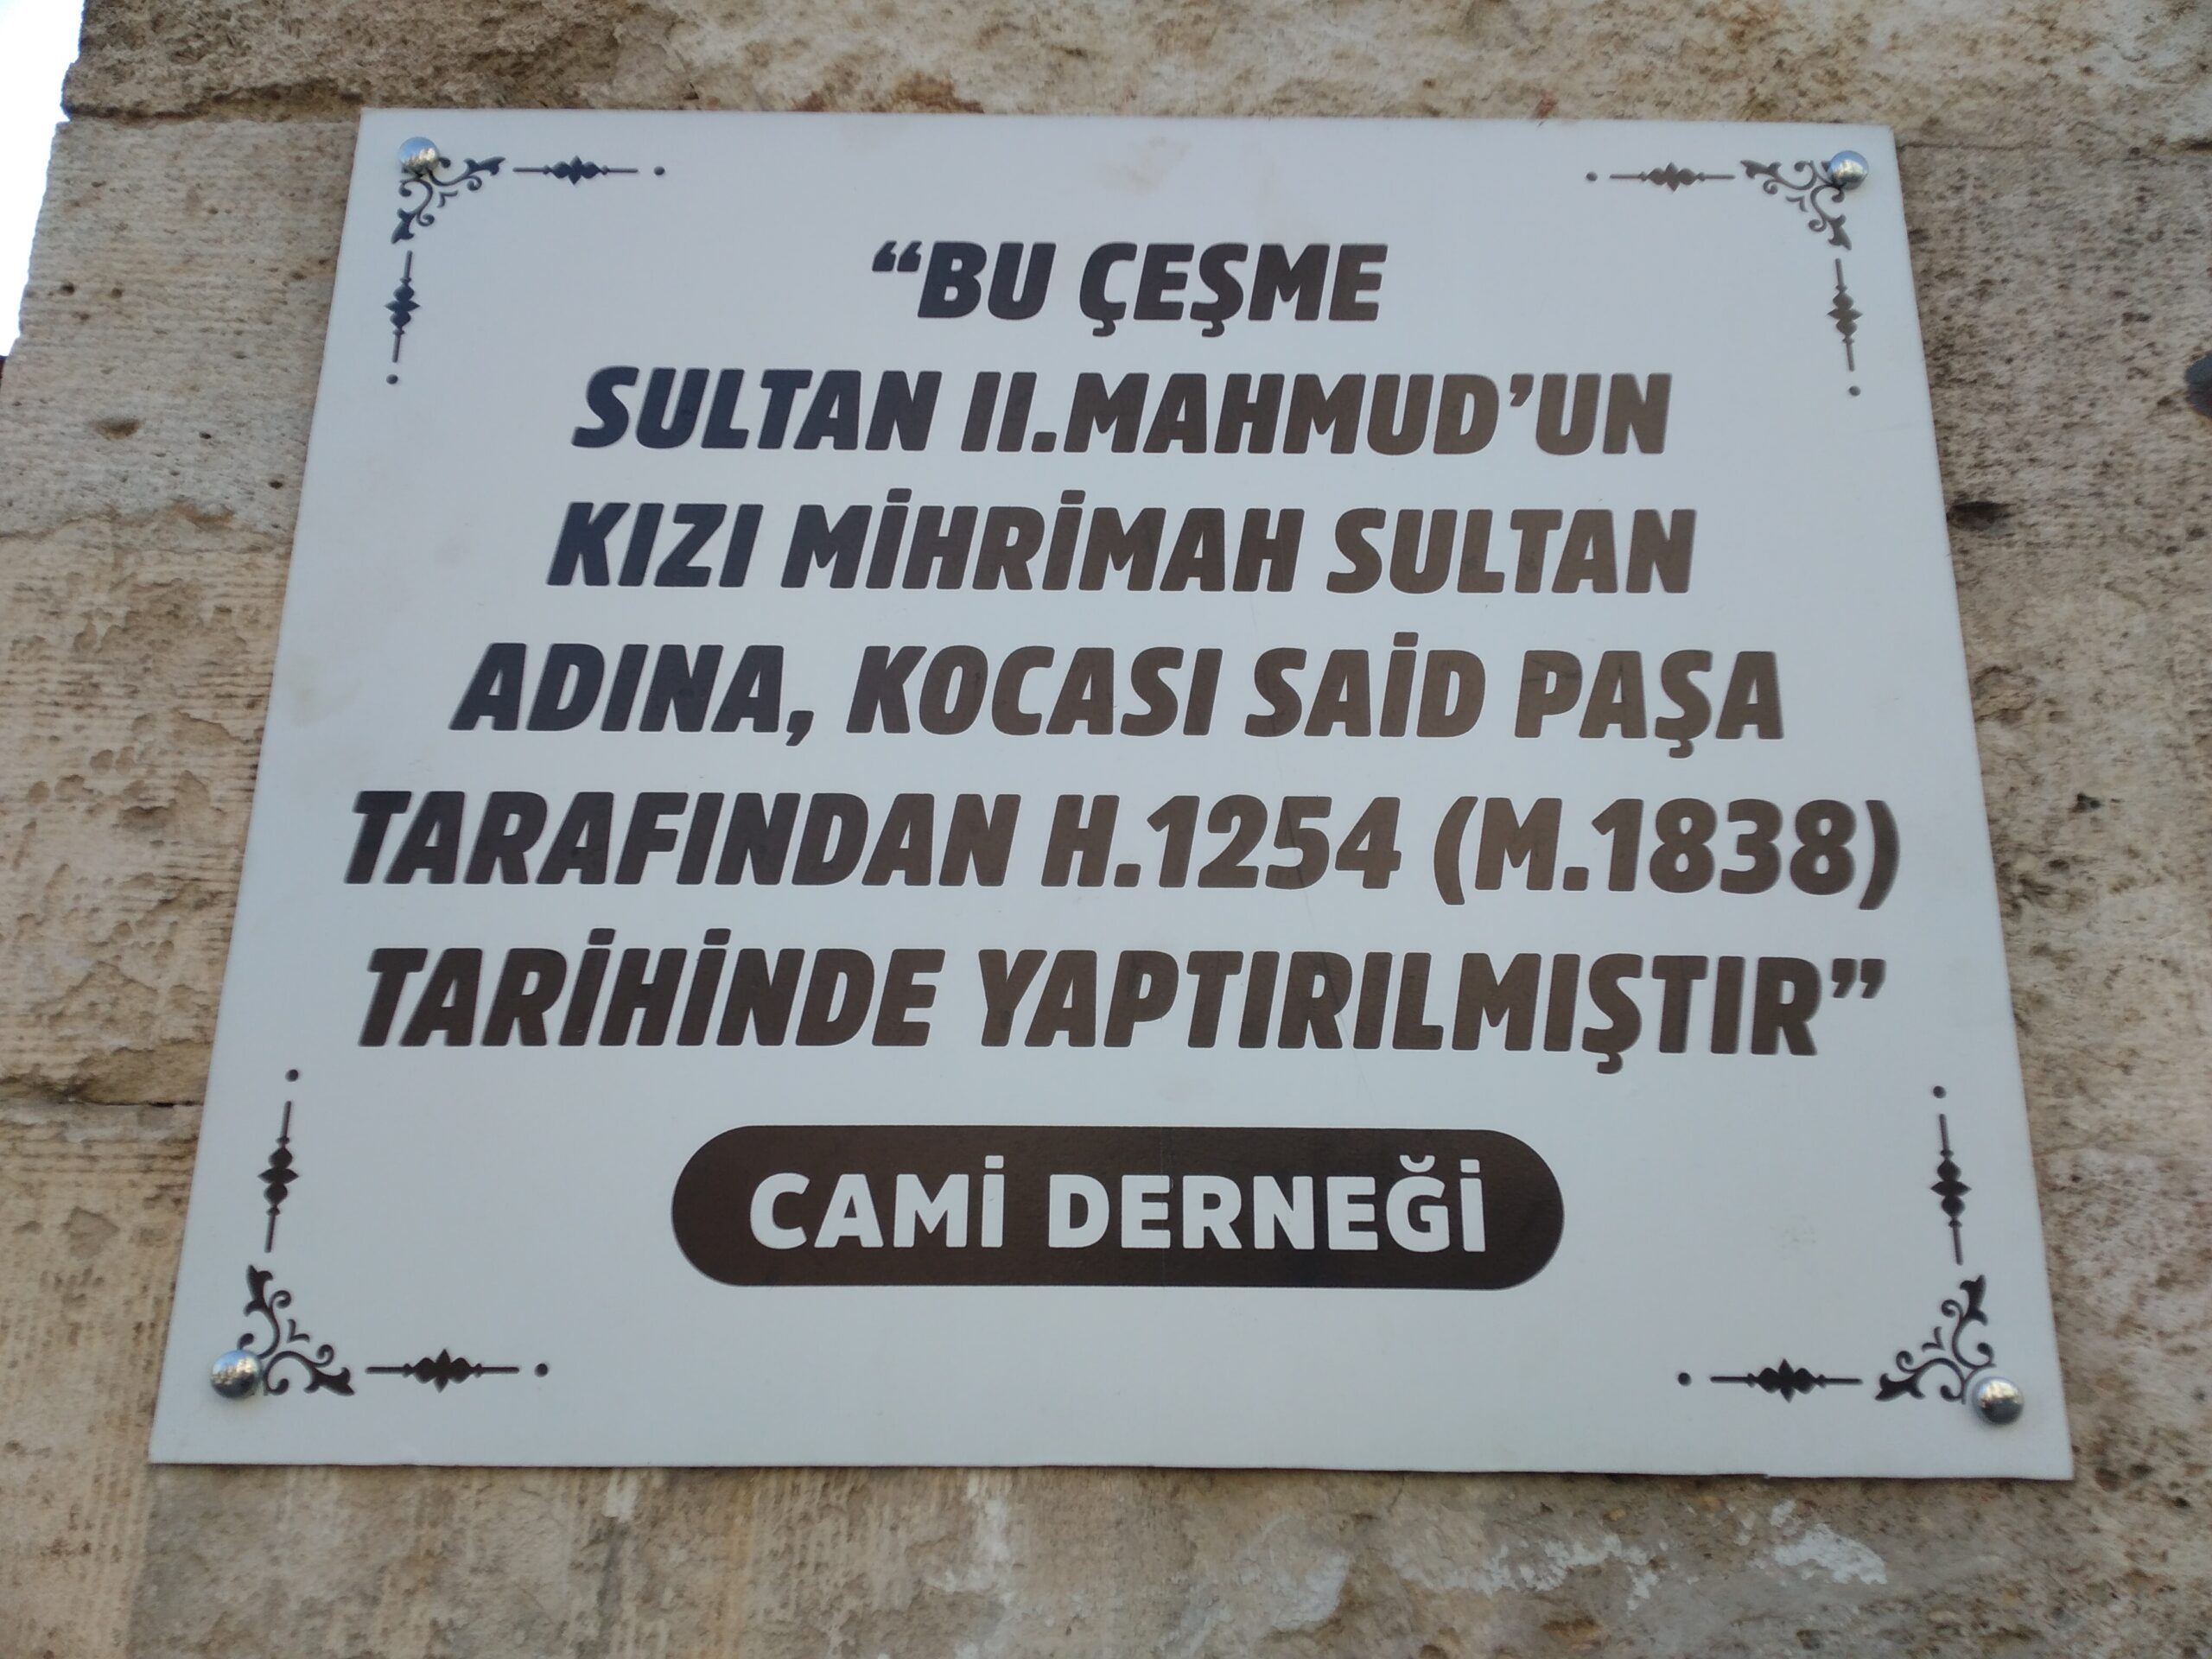 “BU ÇEŞME
SULTAN II.MAHMUD’UN
KIZI MİHRİMAH SULTAN
ADINA, KOCASI SAİD PAŞA
TARAFINDAN H.1254 (M.1838)
TARİHİNDE YAPTIRILMIŞTIR”
CAMİ DERNEĞİ